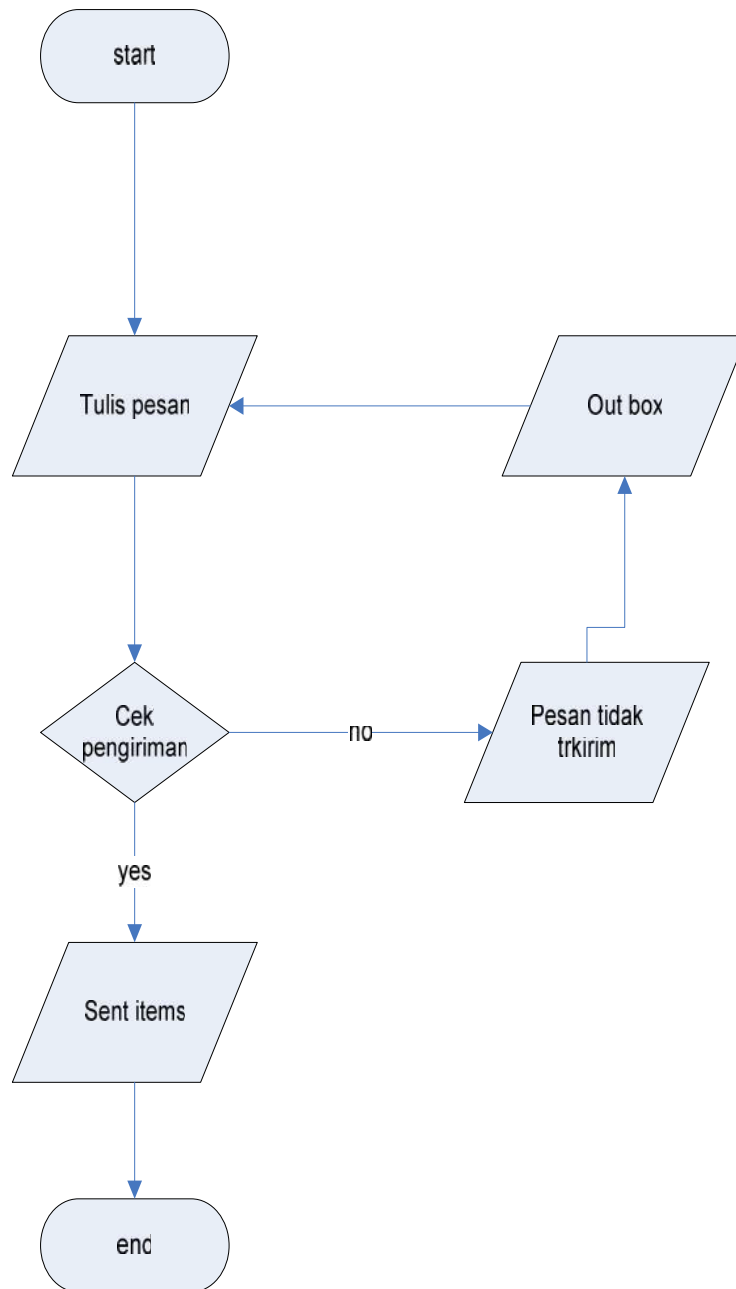 start
Tulis pesan
Out box
Cek
pengiriman
no
Pesan tidak
trkirim
yes
Sent items
end